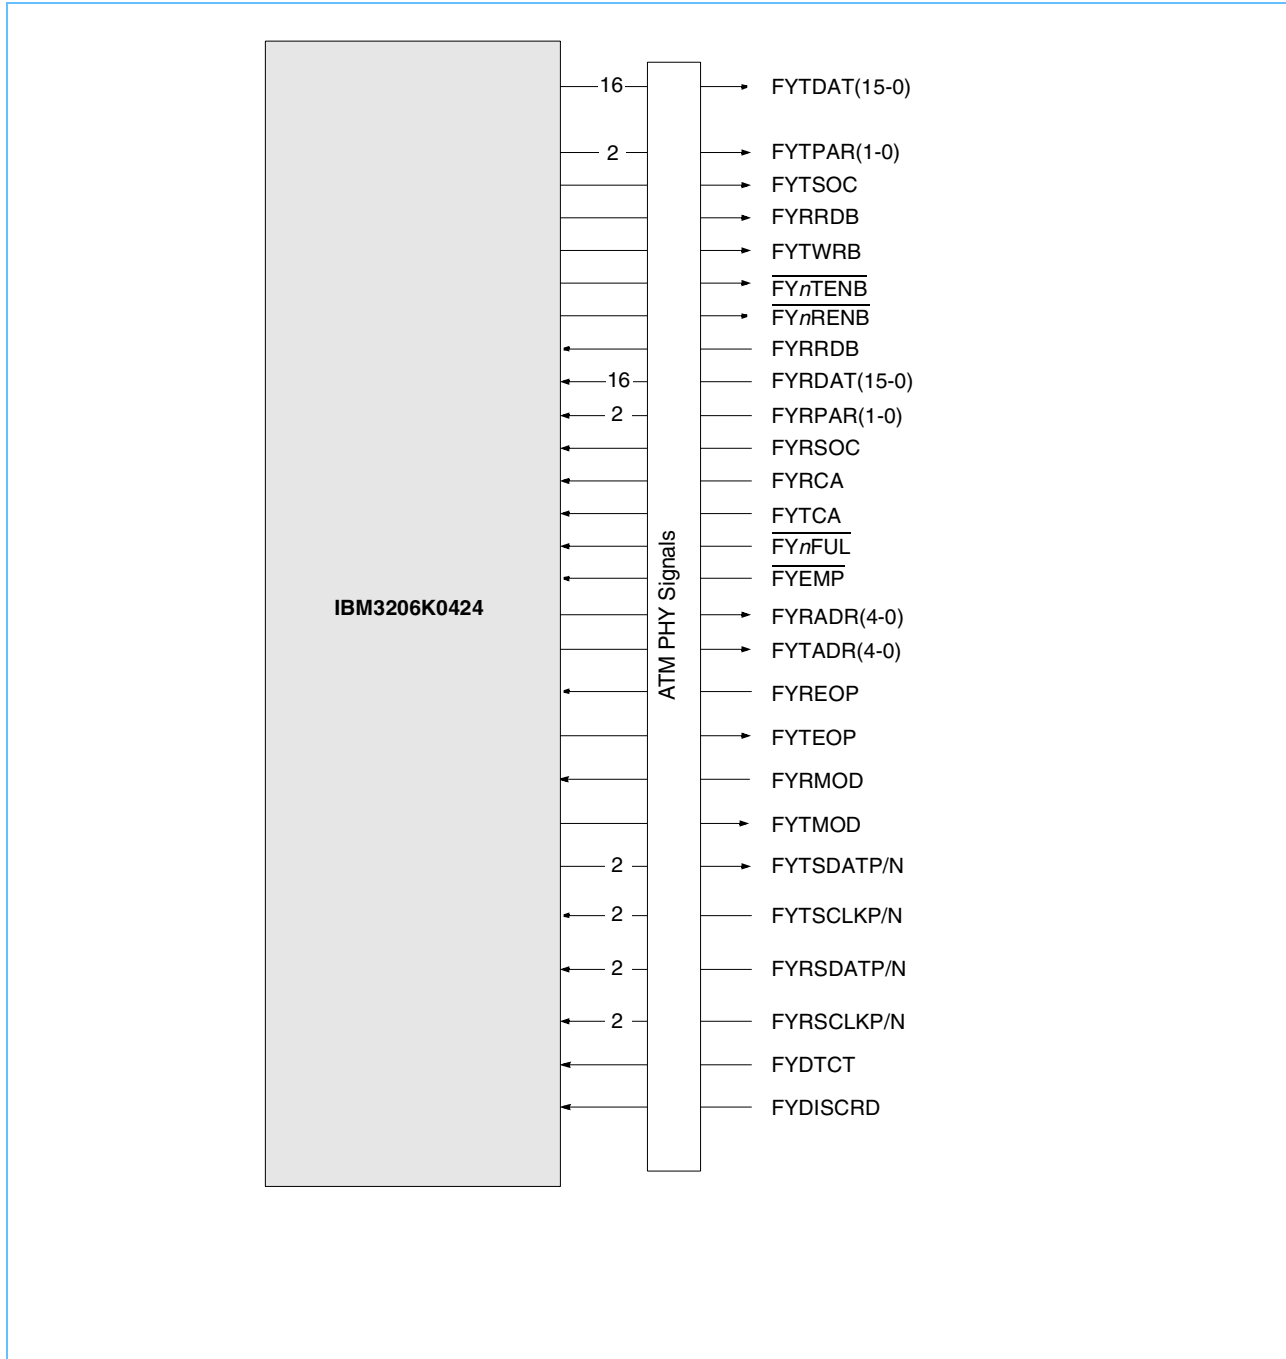 16 FYTDAT(15-0)
2 FYTPAR(1-0)
FYTSOC
FYRRDB
FYTWRB
FYnTENB
FYnRENB
FYRRDB
16 FYRDAT(15-0)
2 FYRPAR(1-0)
FYRSOC
FYRCA
FYTCA
FYnFUL
FYEMP
IBM3206K0424
ATM PHY Signals
FYRADR(4-0)
FYTADR(4-0)
FYREOP
FYTEOP
FYRMOD
FYTMOD
2 FYTSDATP/N
2 FYTSCLKP/N
2 FYRSDATP/N
2 FYRSCLKP/N
FYDTCT
FYDISCRD